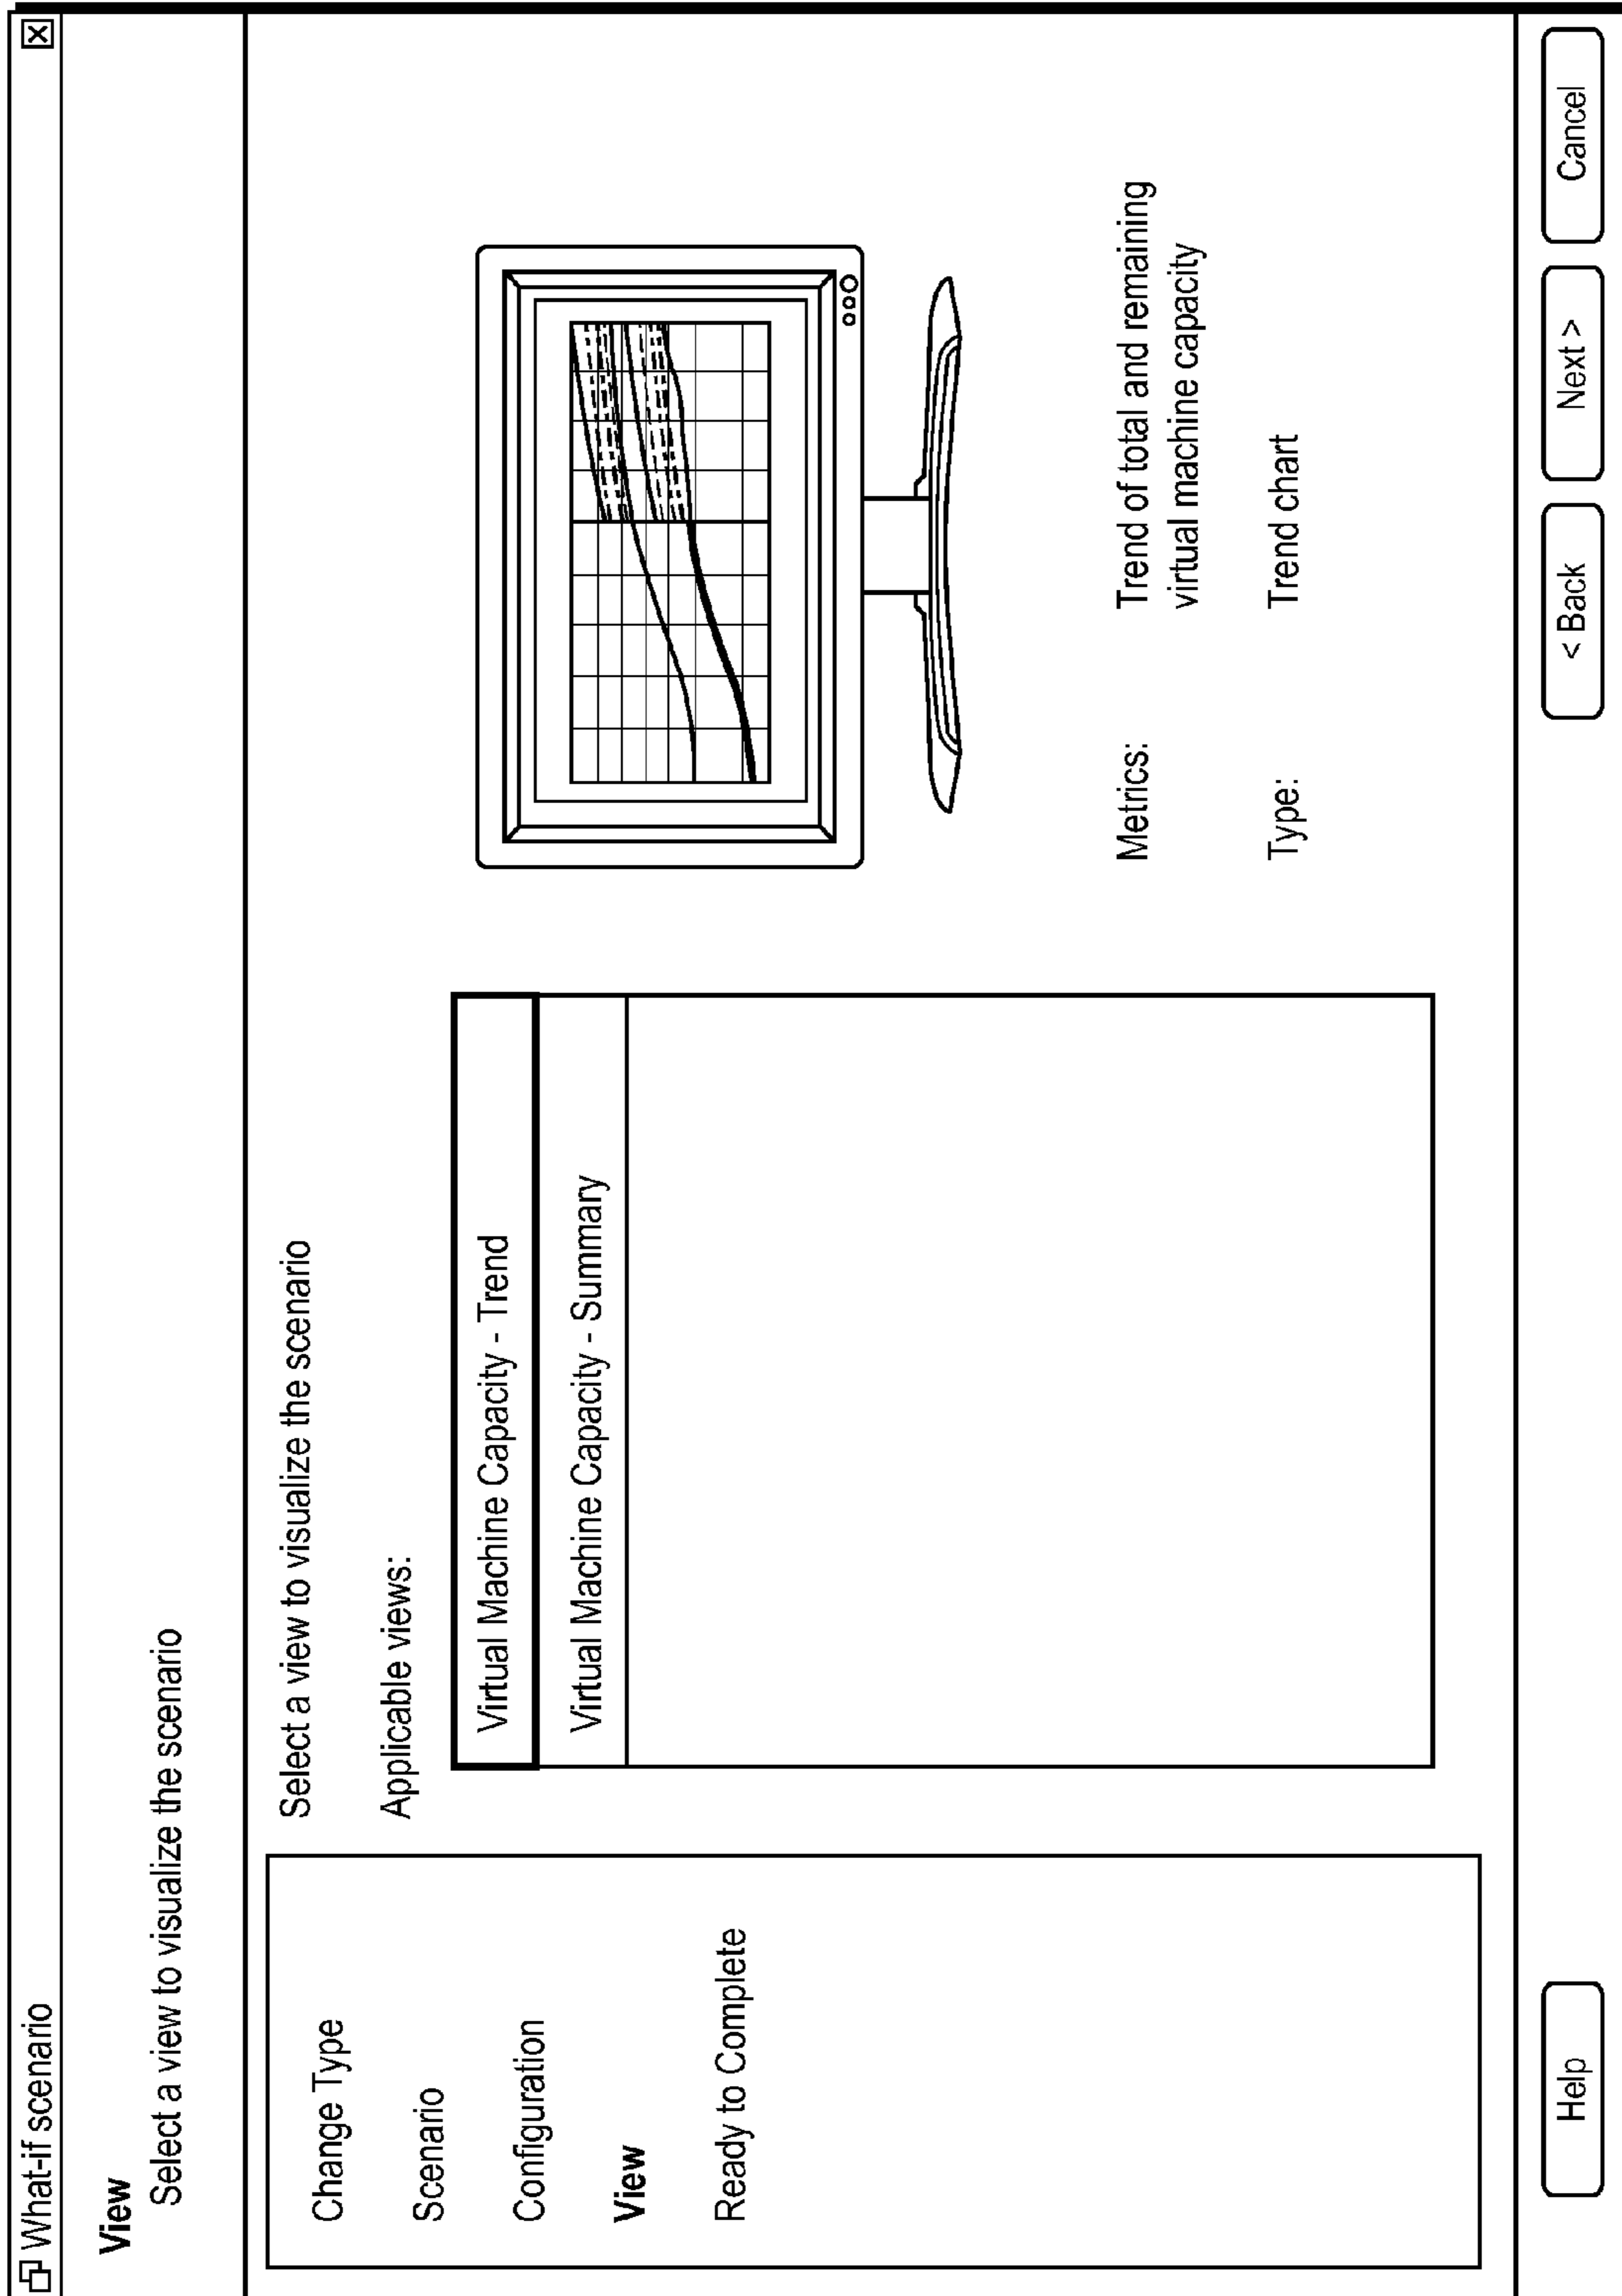 What-if scenario
View
Select a view to visualize the scenario
Change Type
Scenario
Configuration
View
Ready to Complete
Select a view to visualize the scenario
Applicable views:
Virtual Machine Capacity - Trend
Virtual Machine Capacity - Summary
Metrics:
Trend of total and remaining
virtual machine capacity
Type:
Trend chart
Help
< Back
Next >
Cancel